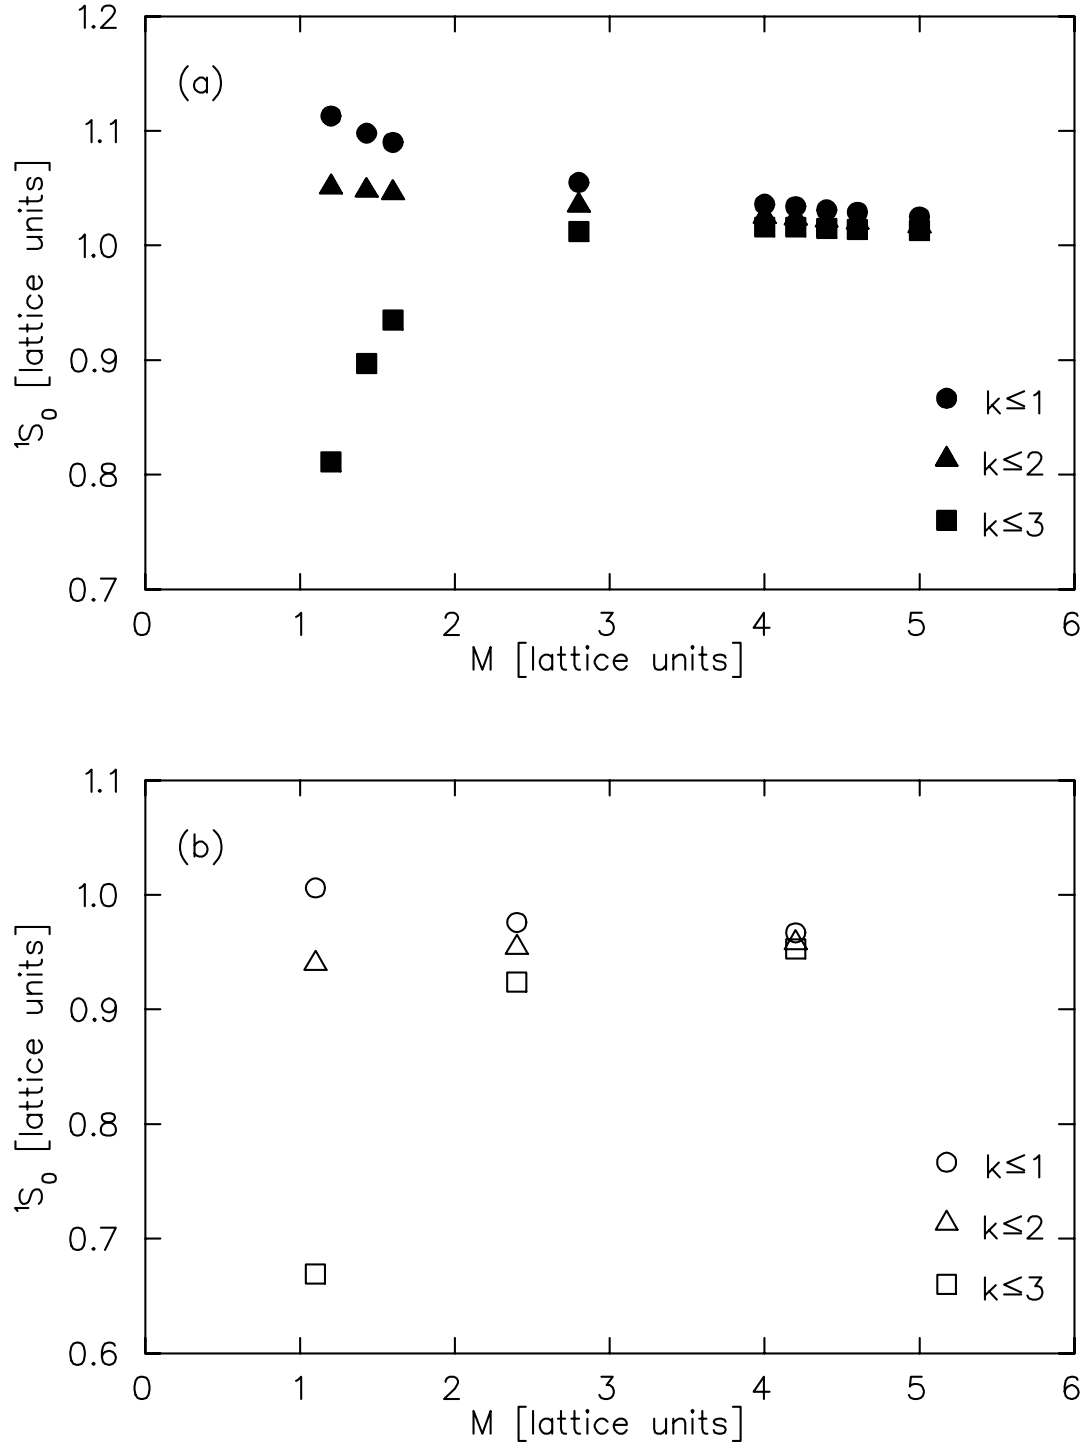 1.2
(a)
1.1
1.0
0.9
0.8
0.7
¹S₀ [lattice units]
k≤1
k≤2
k≤3
0 1 2 3 4 5 6
M [lattice units]
1.1
(b)
1.0
0.9
0.8
0.7
0.6
¹S₀ [lattice units]
k≤1
k≤2
k≤3
0 1 2 3 4 5 6
M [lattice units]